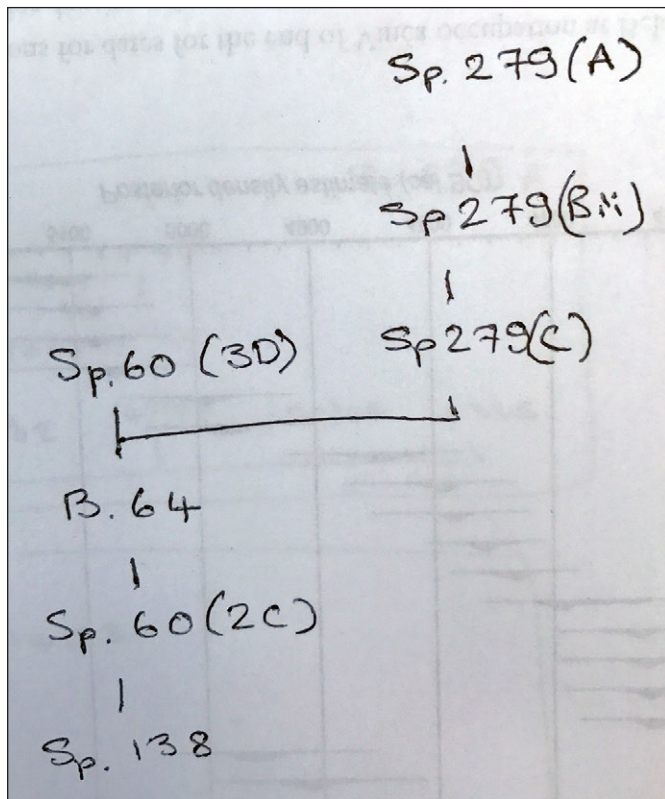 Sp. 279(A)
Sp 279(Bii)
Sp 279(C)
Sp. 60 (3D)
B. 64
Sp. 60(2C)
Sp. 138